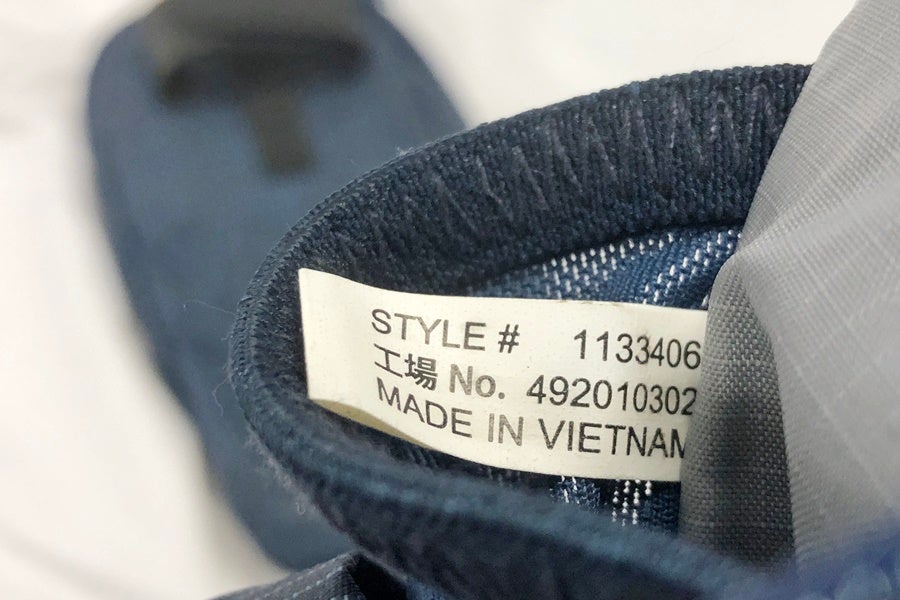 STYLE # 1133406
工場 No. 492010302
MADE IN VIETNAM